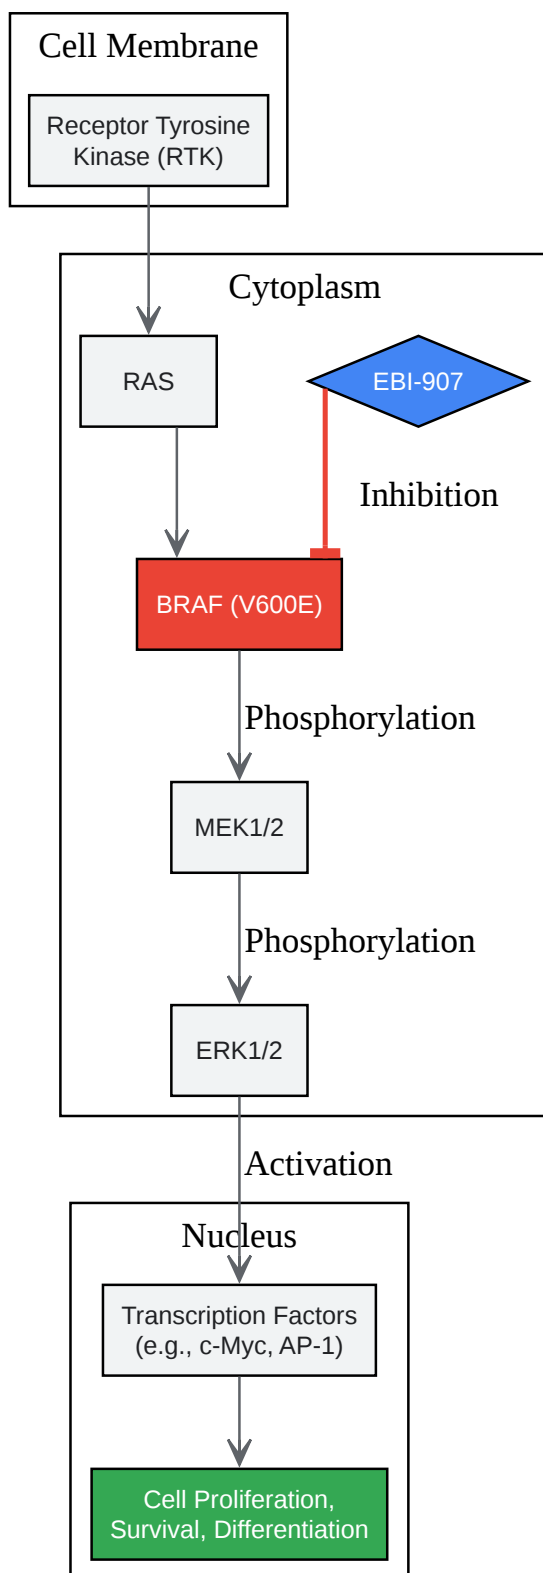 Cell Membrane
Receptor Tyrosine
Kinase (RTK)
Cytoplasm
RAS
EBI-907
Inhibition
BRAF (V600E)
Phosphorylation
MEK1/2
Phosphorylation
ERK1/2
Activation
Nucleus
Transcription Factors
(e.g., c-Myc, AP-1)
Cell Proliferation,
Survival, Differentiation